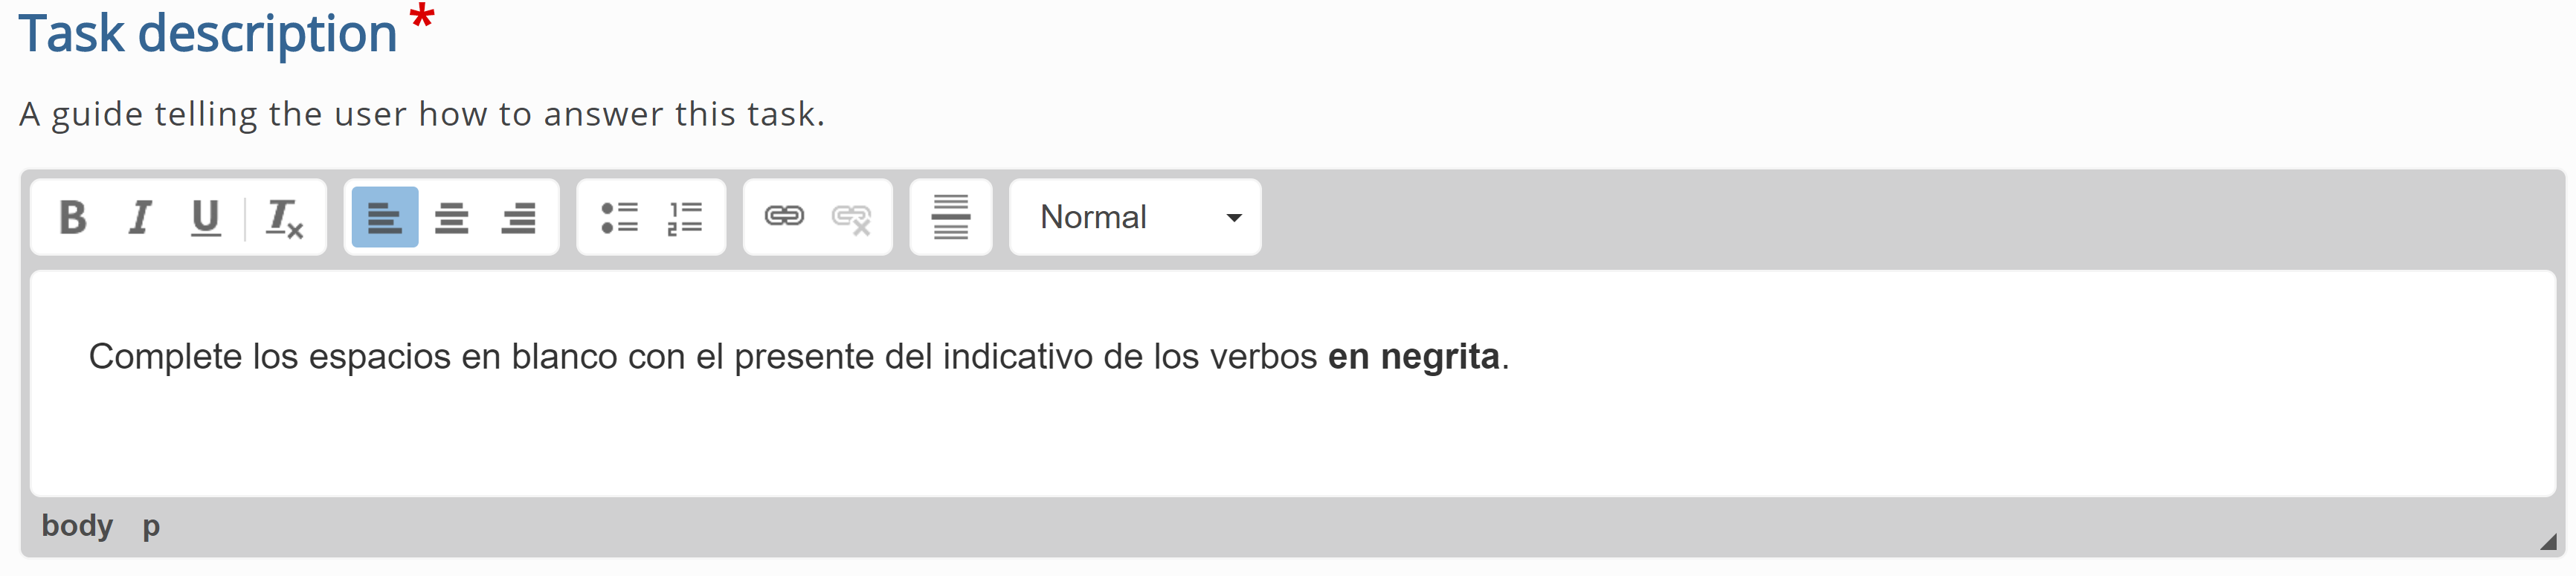 Task description *
A guide telling the user how to answer this task.
B I U Tx Normal
Complete los espacios en blanco con el presente del indicativo de los verbos en negrita.
body p